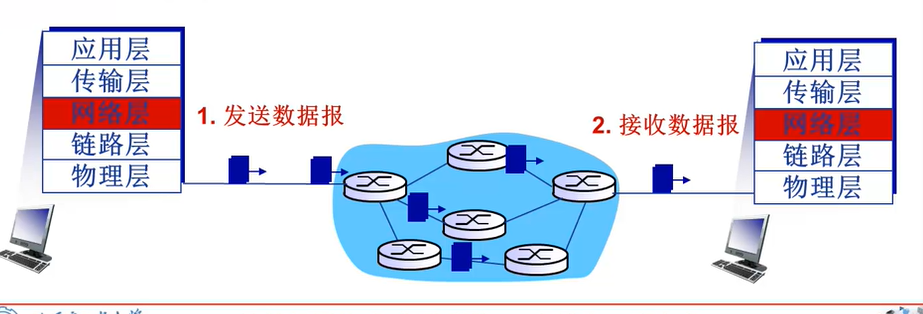 应用层
传输层
网络层
链路层
物理层
1. 发送数据报
2. 接收数据报
应用层
传输层
网络层
链路层
物理层